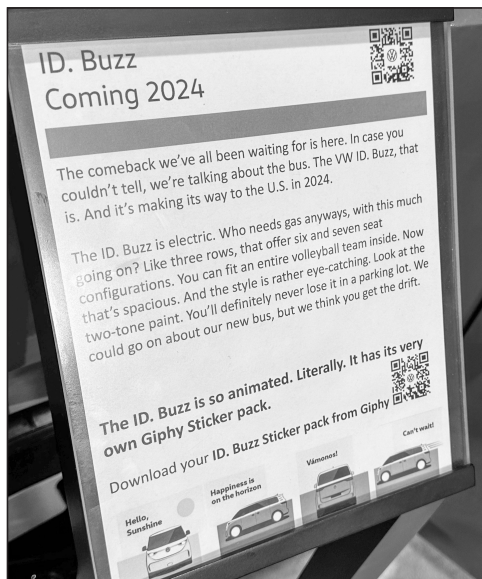 ID. Buzz
Coming 2024
The comeback we've all been waiting for is here. In case you
couldn't tell, we're talking about the bus. The VW ID. Buzz, that
is. And it's making its way to the U.S. in 2024.
The ID. Buzz is electric. Who needs gas anyways, with this much
going on? Like three rows, that offer six and seven seat
configurations. You can fit an entire volleyball team inside. Now
that's spacious. And the style is rather eye-catching. Look at the
two-tone paint. You'll definitely never lose it in a parking lot. We
could go on about our new bus, but we think you get the drift.
The ID. Buzz is so animated. Literally. It has its very
own Giphy Sticker pack.
Download your ID. Buzz Sticker pack from Giphy
Hello,
Sunshine
Happiness is
on the horizon
Vámonos!
Can't wait!